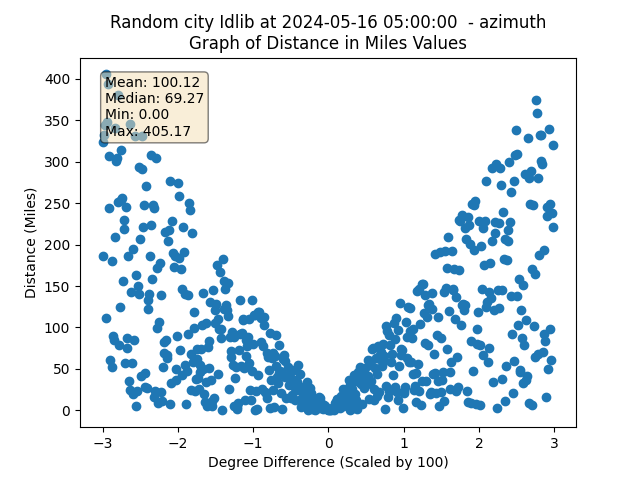 Random city Idlib at 2024-05-16 05:00:00  - azimuth
Graph of Distance in Miles Values
Mean: 100.12
Median: 69.27
Min: 0.00
Max: 405.17
400
350
300
250
200
150
100
50
0
Distance (Miles)
−3 −2 −1 0 1 2 3
Degree Difference (Scaled by 100)